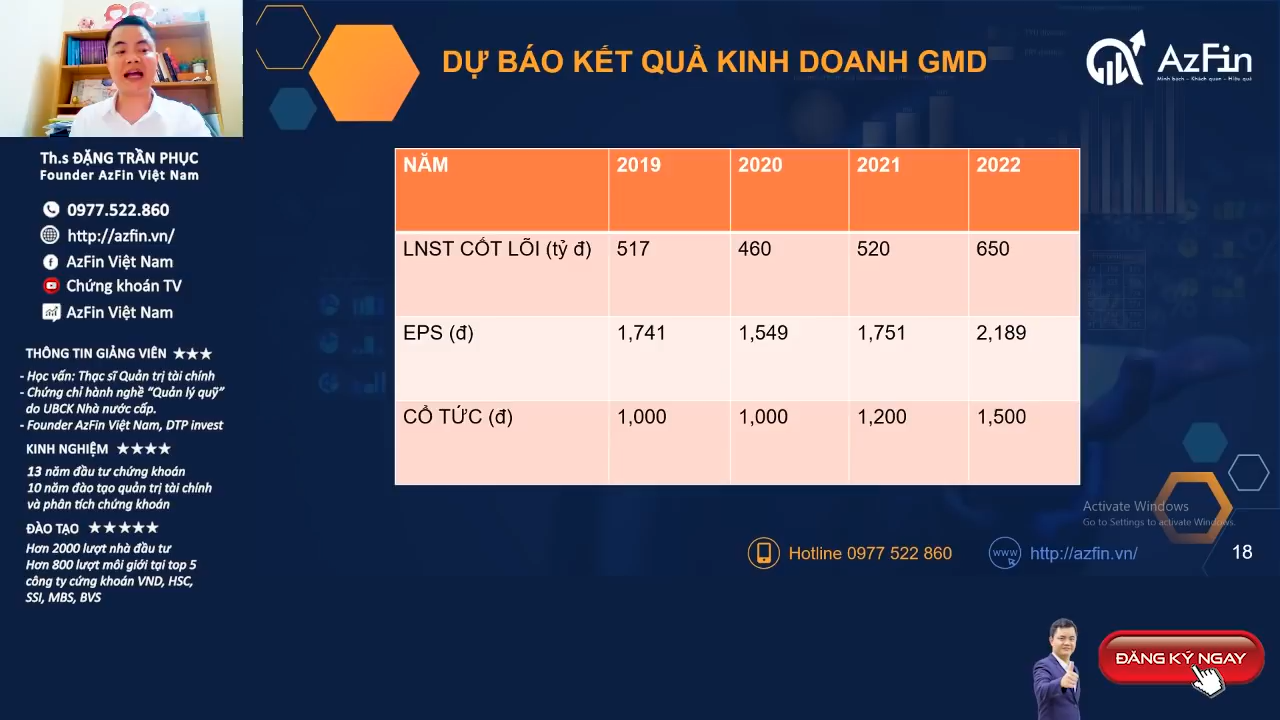 DỰ BÁO KẾT QUẢ KINH DOANH GMD
AzFin
Minh bạch - Khách quan - Hiệu quả
Th.s ĐẶNG TRẦN PHỤC
Founder AzFin Việt Nam
0977.522.860
http://azfin.vn/
AzFin Việt Nam
Chứng khoán TV
AzFin Việt Nam
THÔNG TIN GIẢNG VIÊN ★★★
- Học vấn: Thạc sĩ Quản trị tài chính
- Chứng chỉ hành nghề “Quản lý quỹ”
do UBCK Nhà nước cấp.
- Founder AzFin Việt Nam, DTP invest
KINH NGHIỆM ★★★★
13 năm đầu tư chứng khoán
10 năm đào tạo quản trị tài chính
và phân tích chứng khoán
ĐÀO TẠO ★★★★★
Hơn 2000 lượt nhà đầu tư
Hơn 800 lượt môi giới tại top 5
công ty cứng khoán VND, HSC,
SSI, MBS, BVS
NĂM 2019 2020 2021 2022
LNST CỐT LÕI (tỷ đ) 517 460 520 650
EPS (đ) 1,741 1,549 1,751 2,189
CỔ TỨC (đ) 1,000 1,000 1,200 1,500
Activate Windows
Go to Settings to activate Windows.
Hotline 0977 522 860
www
http://azfin.vn/
18
ĐĂNG KÝ NGAY